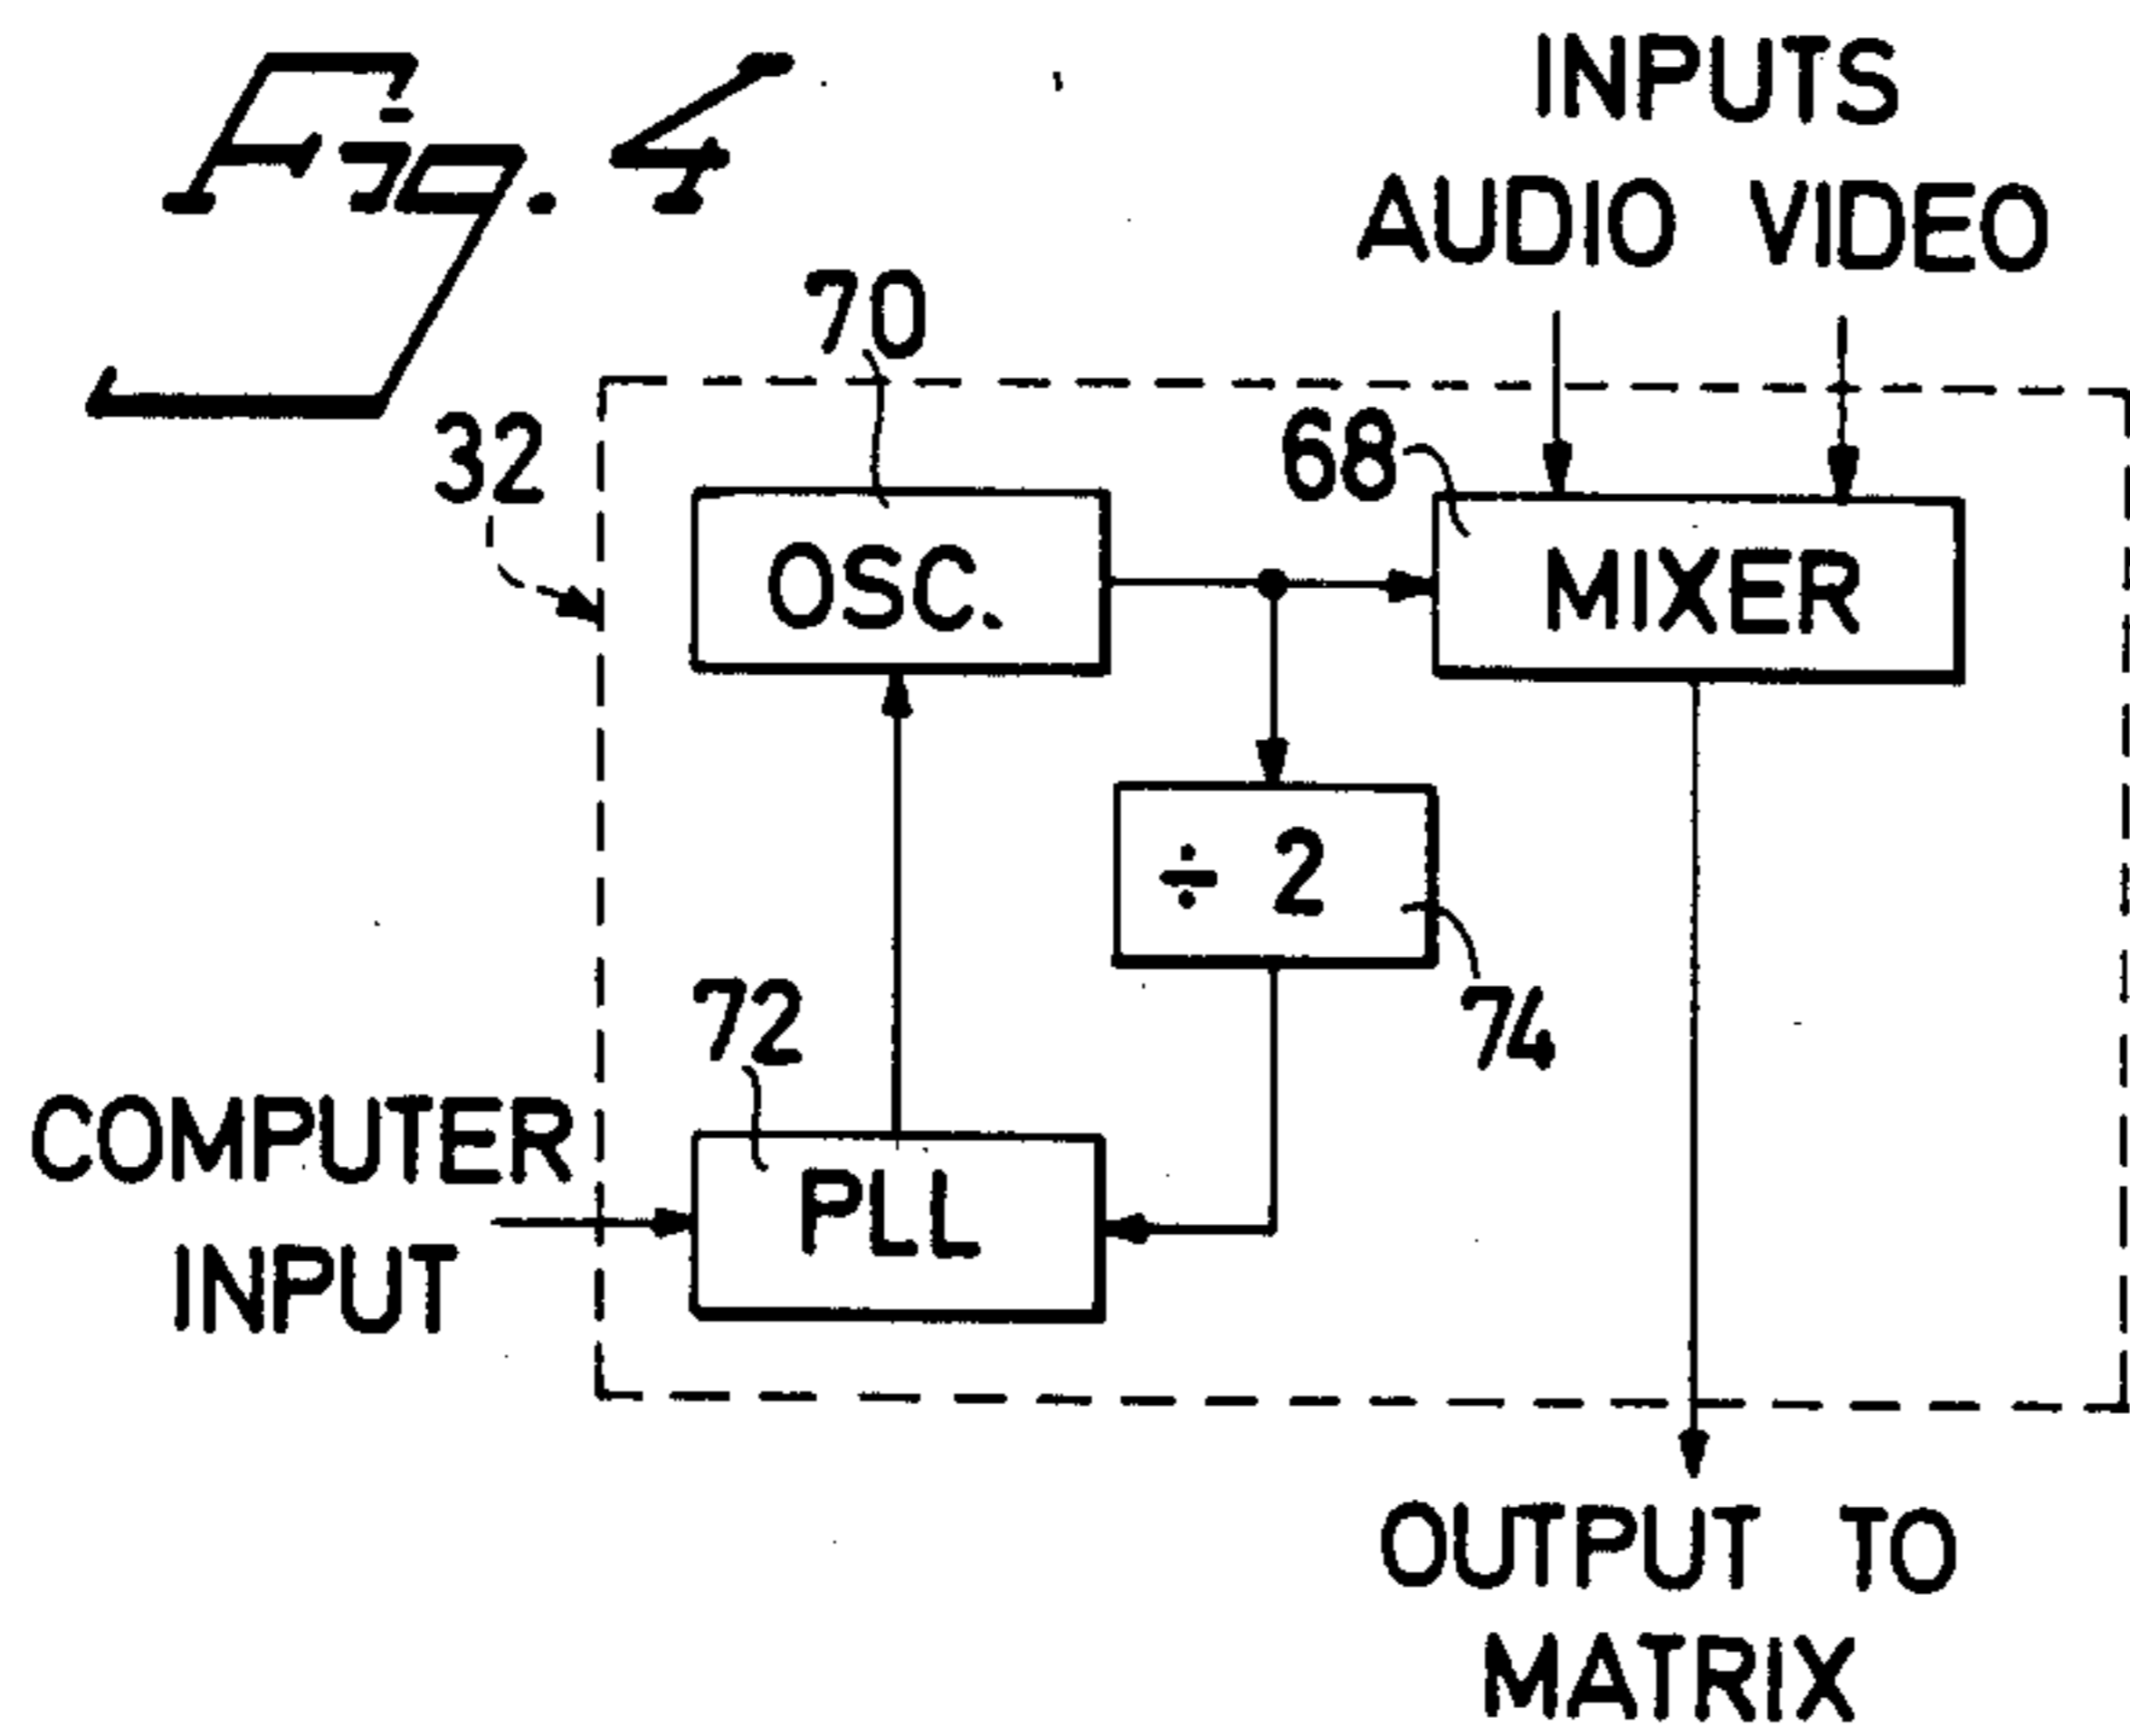 Fig. 4
INPUTS
AUDIO VIDEO
70
32
68
OSC.
MIXER
÷ 2
72
74
COMPUTER
INPUT
PLL
OUTPUT TO
MATRIX